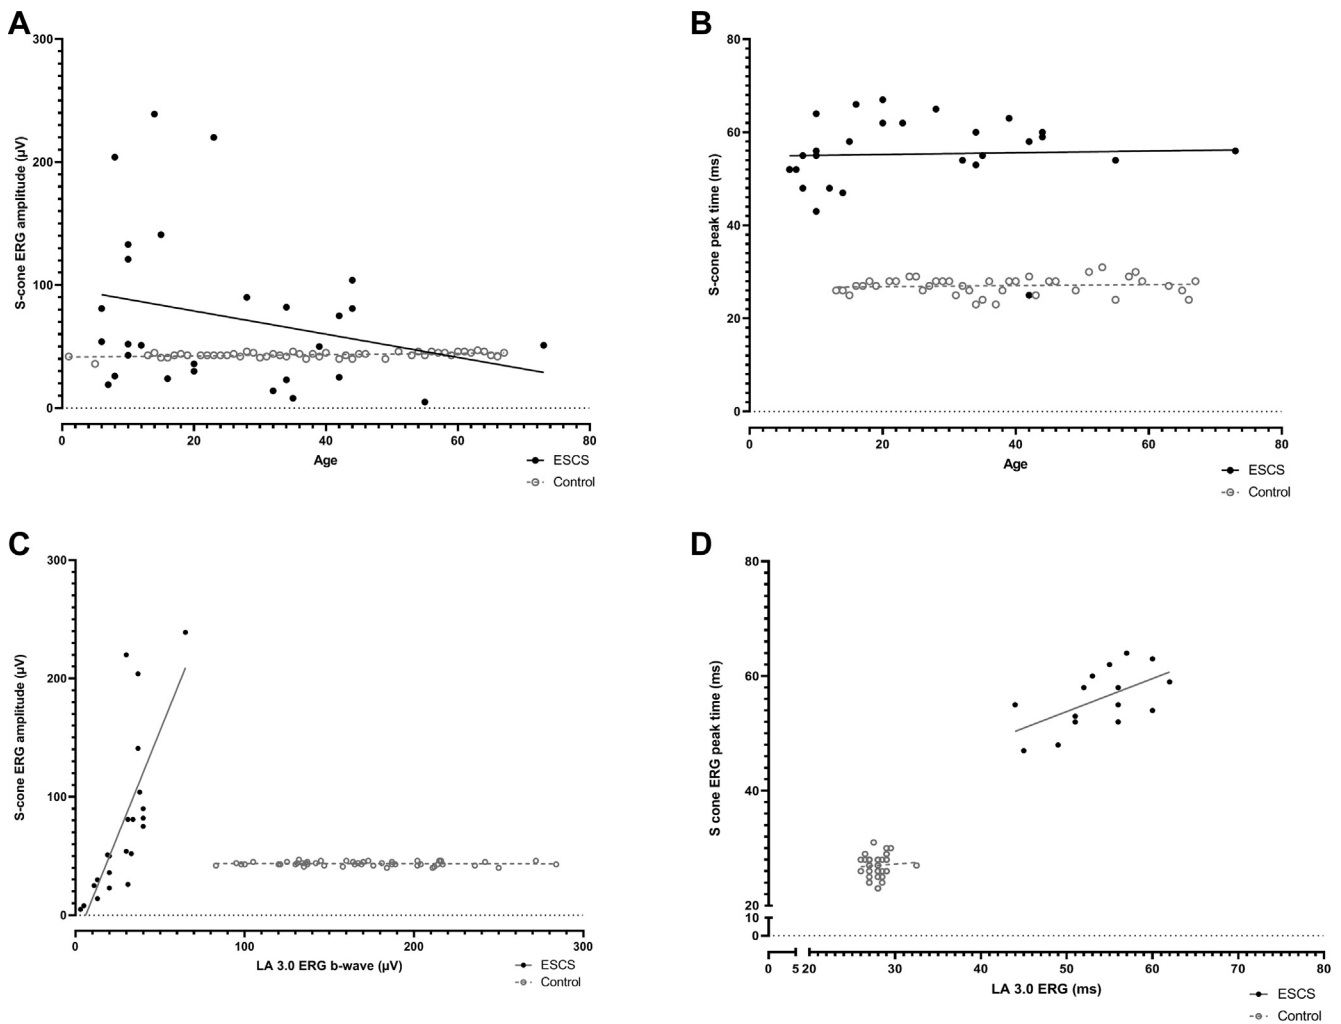 A
S-cone ERG amplitude (µV)
300
200
100
0
0 20 40 60 80
Age
ESCS
Control
B
S-cone peak time (ms)
80
60
40
20
0
0 20 40 60 80
Age
ESCS
Control
C
S-cone ERG amplitude (µV)
300
200
100
0
0 100 200 300
LA 3.0 ERG b-wave (µV)
ESCS
Control
D
S cone ERG peak time (ms)
80
60
40
20
10
0
0 5 20 30 40 50 60 70 80
LA 3.0 ERG (ms)
ESCS
Control